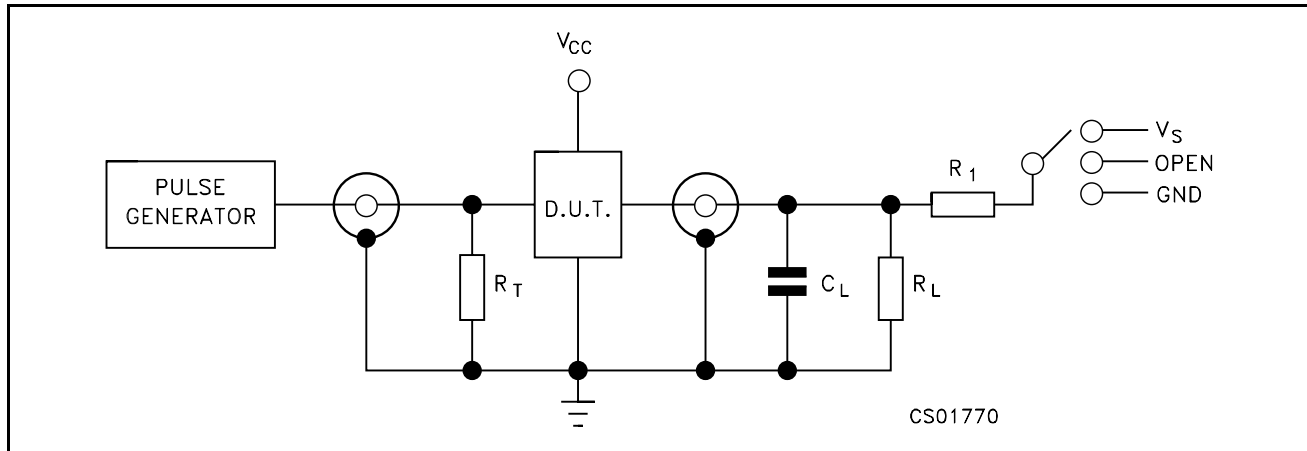 VCC
PULSE
GENERATOR
D.U.T.
RT
CL
RL
R1
VS
OPEN
GND
CS01770